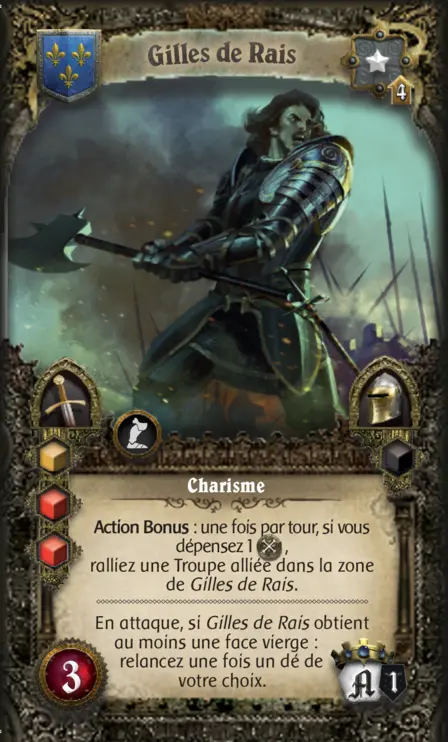 Gilles de Rais
4
Charisme
Action Bonus : une fois par tour, si vous
dépensez 1 ,
ralliez une Troupe alliée dans la zone
de Gilles de Rais.
En attaque, si Gilles de Rais obtient
au moins une face vierge :
relancez une fois un dé de
votre choix.
3
A 1